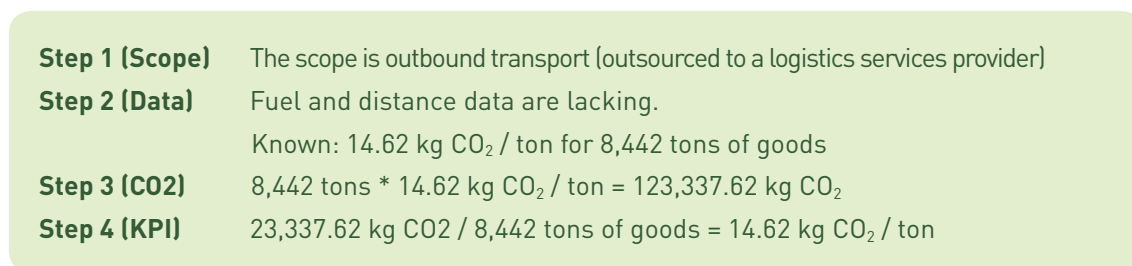 Step 1 (Scope) The scope is outbound transport (outsourced to a logistics services provider)
Step 2 (Data) Fuel and distance data are lacking.
Known: 14.62 kg CO₂ / ton for 8,442 tons of goods
Step 3 (CO2) 8,442 tons * 14.62 kg CO₂ / ton = 123,337.62 kg CO₂
Step 4 (KPI) 23,337.62 kg CO2 / 8,442 tons of goods = 14.62 kg CO₂ / ton